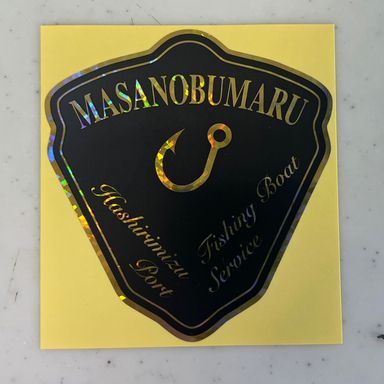 MASANOBUMARU
Hashirimizu
Port
Fishing Boat
Service